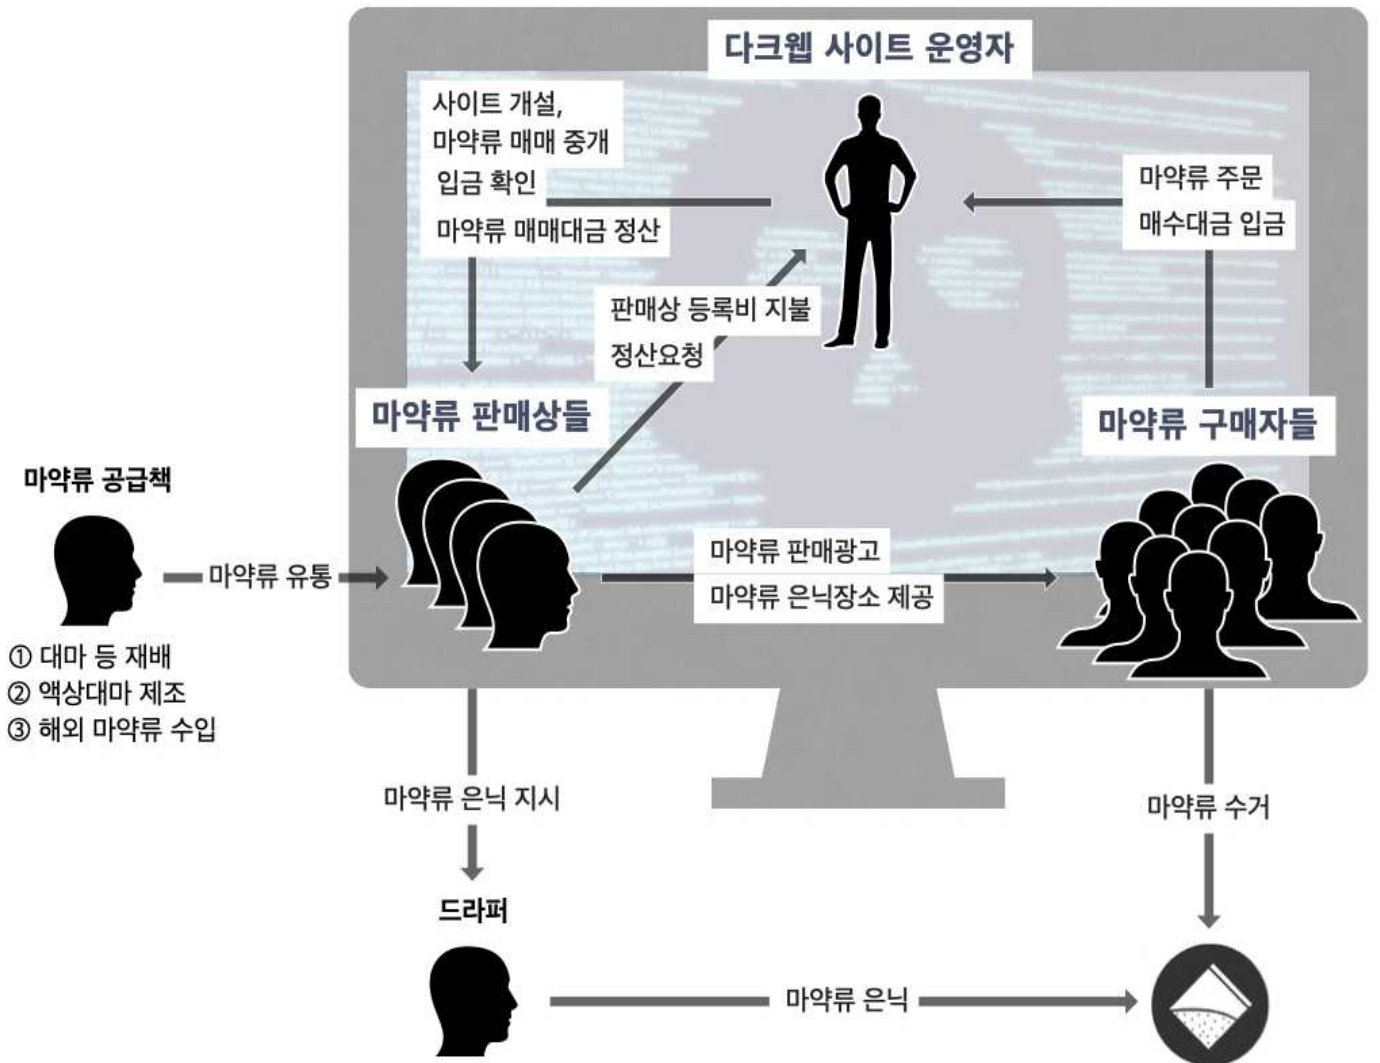 다크웹 사이트 운영자
사이트 개설,
마약류 매매 중개
입금 확인
마약류 매매대금 정산
마약류 주문
매수대금 입금
판매상 등록비 지불
정산요청
마약류 판매상들
마약류 구매자들
마약류 공급책
마약류 유통
① 대마 등 재배
② 액상대마 제조
③ 해외 마약류 수입
마약류 판매광고
마약류 은닉장소 제공
마약류 은닉 지시
마약류 수거
드라퍼
마약류 은닉